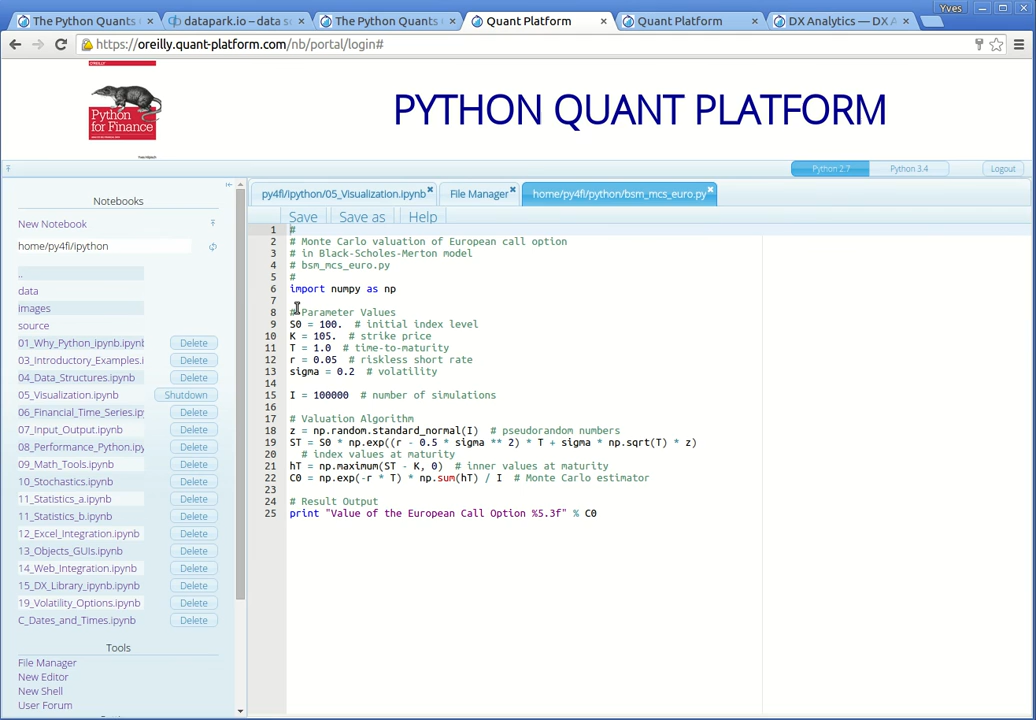 Yves
The Python Quants
datapark.io – data s
The Python Quants
Quant Platform
Quant Platform
DX Analytics — DX A
https://oreilly.quant-platform.com/nb/portal/login#
O'REILLY
Python
for Finance
PYTHON QUANT PLATFORM
Python 2.7
Python 3.4
Logout
Notebooks
New Notebook
home/py4fi/ipython
..
data
images
source
01_Why_Python_ipynb.ipynb Delete
03_Introductory_Examples.i Delete
04_Data_Structures.ipynb Delete
05_Visualization.ipynb Shutdown
06_Financial_Time_Series.ip Delete
07_Input_Output.ipynb Delete
08_Performance_Python.ipy Delete
09_Math_Tools.ipynb Delete
10_Stochastics.ipynb Delete
11_Statistics_a.ipynb Delete
11_Statistics_b.ipynb Delete
12_Excel_Integration.ipynb Delete
13_Objects_GUIs.ipynb Delete
14_Web_Integration.ipynb Delete
15_DX_Library_ipynb.ipynb Delete
19_Volatility_Options.ipynb Delete
C_Dates_and_Times.ipynb Delete
Tools
File Manager
New Editor
New Shell
User Forum
py4fi/ipython/05_Visualization.ipynb
File Manager
home/py4fi/python/bsm_mcs_euro.py
Save Save as Help
1 #
2 # Monte Carlo valuation of European call option
3 # in Black-Scholes-Merton model
4 # bsm_mcs_euro.py
5 #
6 import numpy as np
7
8 # Parameter Values
9 S0 = 100.  # initial index level
10 K = 105.  # strike price
11 T = 1.0  # time-to-maturity
12 r = 0.05  # riskless short rate
13 sigma = 0.2  # volatility
14
15 I = 100000  # number of simulations
16
17 # Valuation Algorithm
18 z = np.random.standard_normal(I)  # pseudorandom numbers
19 ST = S0 * np.exp((r - 0.5 * sigma ** 2) * T + sigma * np.sqrt(T) * z)
20   # index values at maturity
21 hT = np.maximum(ST - K, 0)  # inner values at maturity
22 C0 = np.exp(-r * T) * np.sum(hT) / I  # Monte Carlo estimator
23
24 # Result Output
25 print "Value of the European Call Option %5.3f" % C0